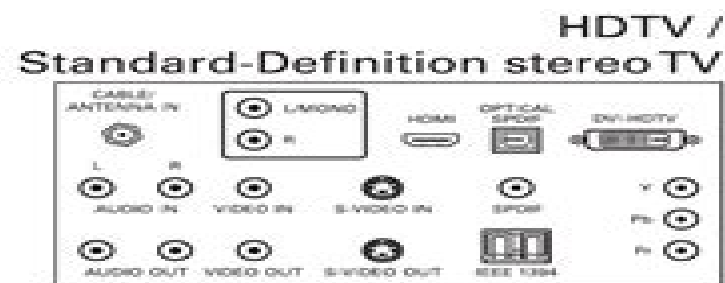 HDTV /
Standard-Definition stereo TV
CABLE/
ANTENNA IN
L/MONO
R
HDMI
OPTICAL
SPDIF
DVI-HDTV
L R
AUDIO IN VIDEO IN S-VIDEO IN SPDIF
Y
Pb
Pr
AUDIO OUT VIDEO OUT S-VIDEO OUT IEEE 1394